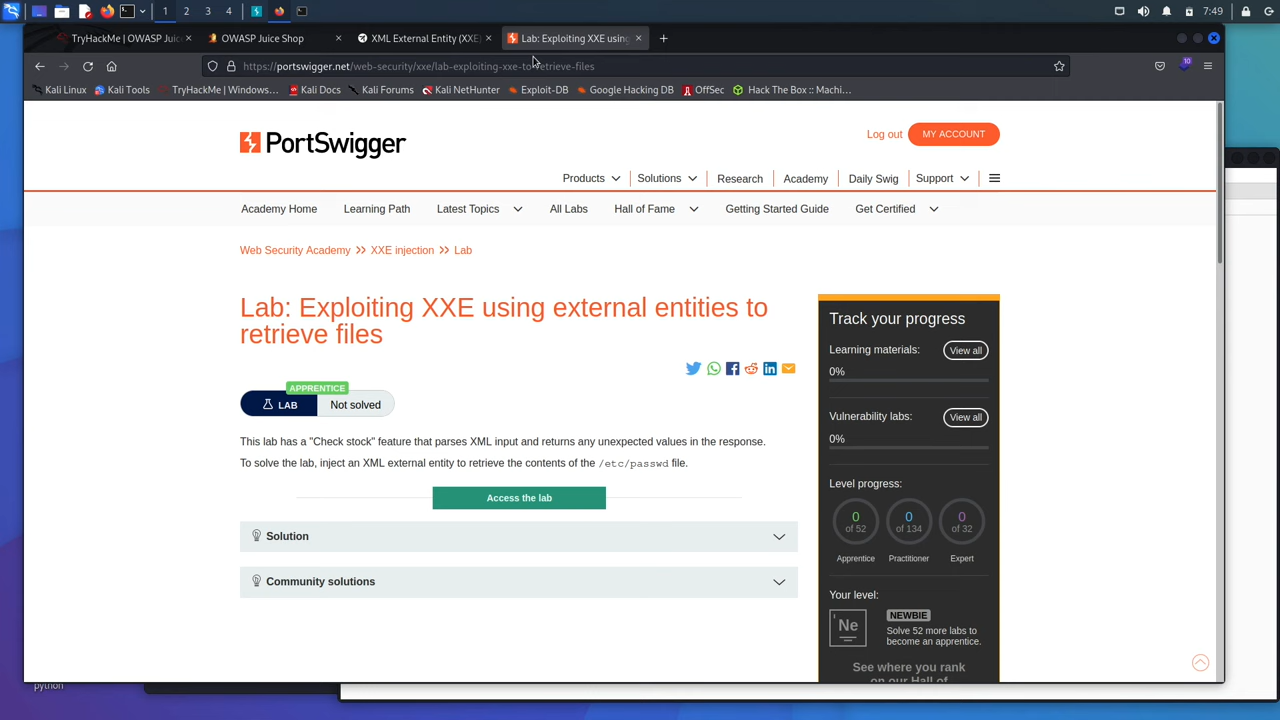 1
2
3
4
7:49
TryHackMe | OWASP Juic
OWASP Juice Shop
XML External Entity (XXE
Lab: Exploiting XXE using
https://portswigger.net/web-security/xxe/lab-exploiting-xxe-to-retrieve-files
10
Kali Linux
Kali Tools
TryHackMe | Windows...
Kali Docs
Kali Forums
Kali NetHunter
Exploit-DB
Google Hacking DB
OffSec
Hack The Box :: Machi...
PortSwigger
Log out
MY ACCOUNT
Products
Solutions
Research
Academy
Daily Swig
Support
Academy Home
Learning Path
Latest Topics
All Labs
Hall of Fame
Getting Started Guide
Get Certified
Web Security Academy
XXE injection
Lab
Lab: Exploiting XXE using external entities to
retrieve files
APPRENTICE
LAB
Not solved
This lab has a "Check stock" feature that parses XML input and returns any unexpected values in the response.
To solve the lab, inject an XML external entity to retrieve the contents of the /etc/passwd file.
Access the lab
Solution
Community solutions
Track your progress
Learning materials:
View all
0%
Vulnerability labs:
View all
0%
Level progress:
0
of 52
0
of 134
0
of 32
Apprentice
Practitioner
Expert
Your level:
Ne
NEWBIE
Solve 52 more labs to
become an apprentice.
See where you rank
on our Hall of
python